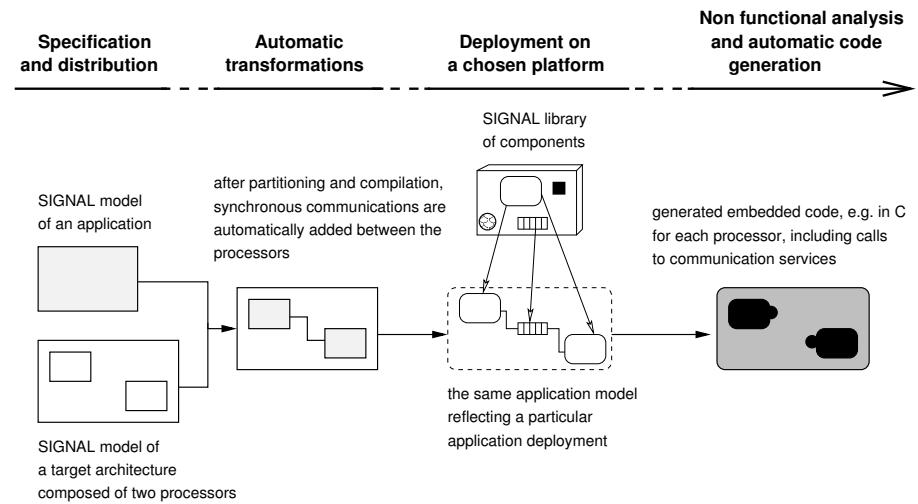 Specification
and distribution
Automatic
transformations
Deployment on
a chosen platform
Non functional analysis
and automatic code
generation
SIGNAL library
of components
SIGNAL model
of an application
after partitioning and compilation,
synchronous communications are
automatically added between the
processors
generated embedded code, e.g. in C
for each processor, including calls
to communication services
the same application model
reflecting a particular
application deployment
SIGNAL model of
a target architecture
composed of two processors